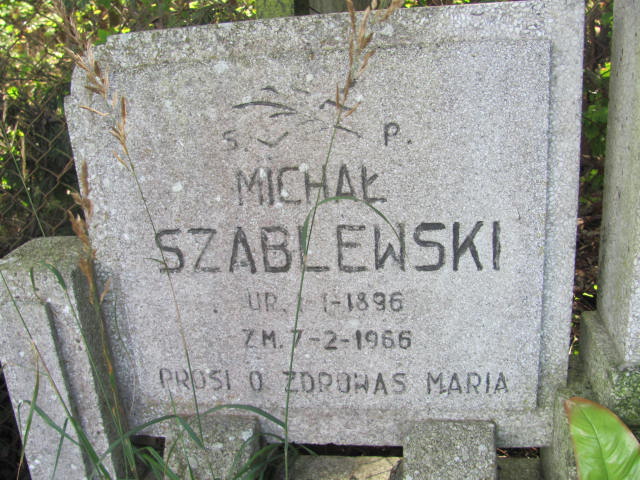 Ś. P.
MICHAŁ
SZABLEWSKI
UR. 1-1-1896
ZM. 7-2-1966
PROSI O ZDROWAS MARIA